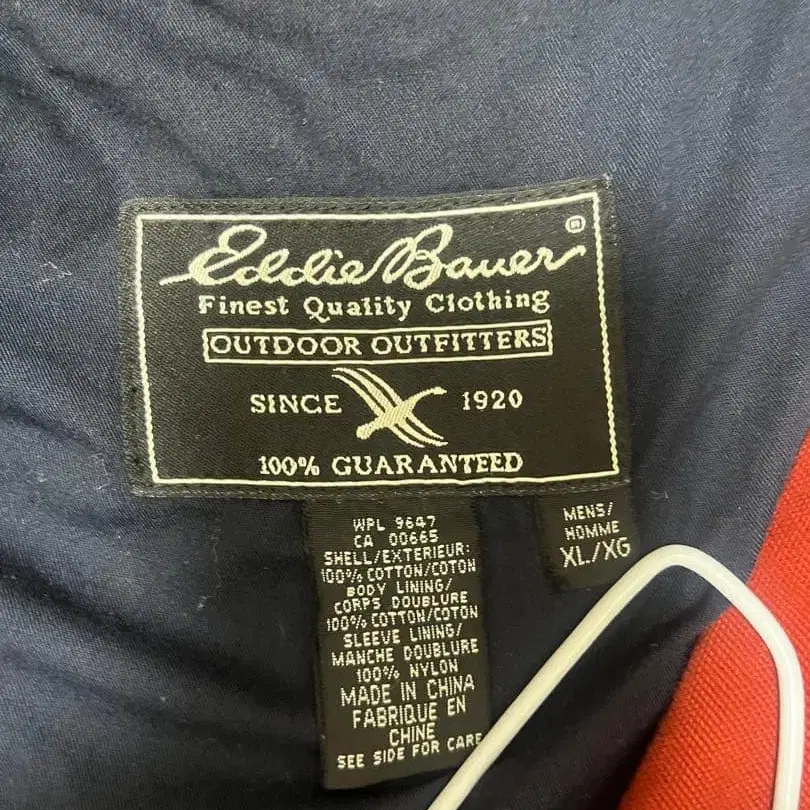 Eddie Bauer ®
Finest Quality Clothing
OUTDOOR OUTFITTERS
SINCE 1920
100% GUARANTEED
WPL 9647
CA 00665
SHELL/EXTERIEUR:
100% COTTON/COTON
BODY LINING/
CORPS DOUBLURE
100% COTTON/COTON
SLEEVE LINING/
MANCHE DOUBLURE
100% NYLON
MADE IN CHINA
FABRIQUE EN
CHINE
SEE SIDE FOR CARE
MENS/
HOMME
XL/XG